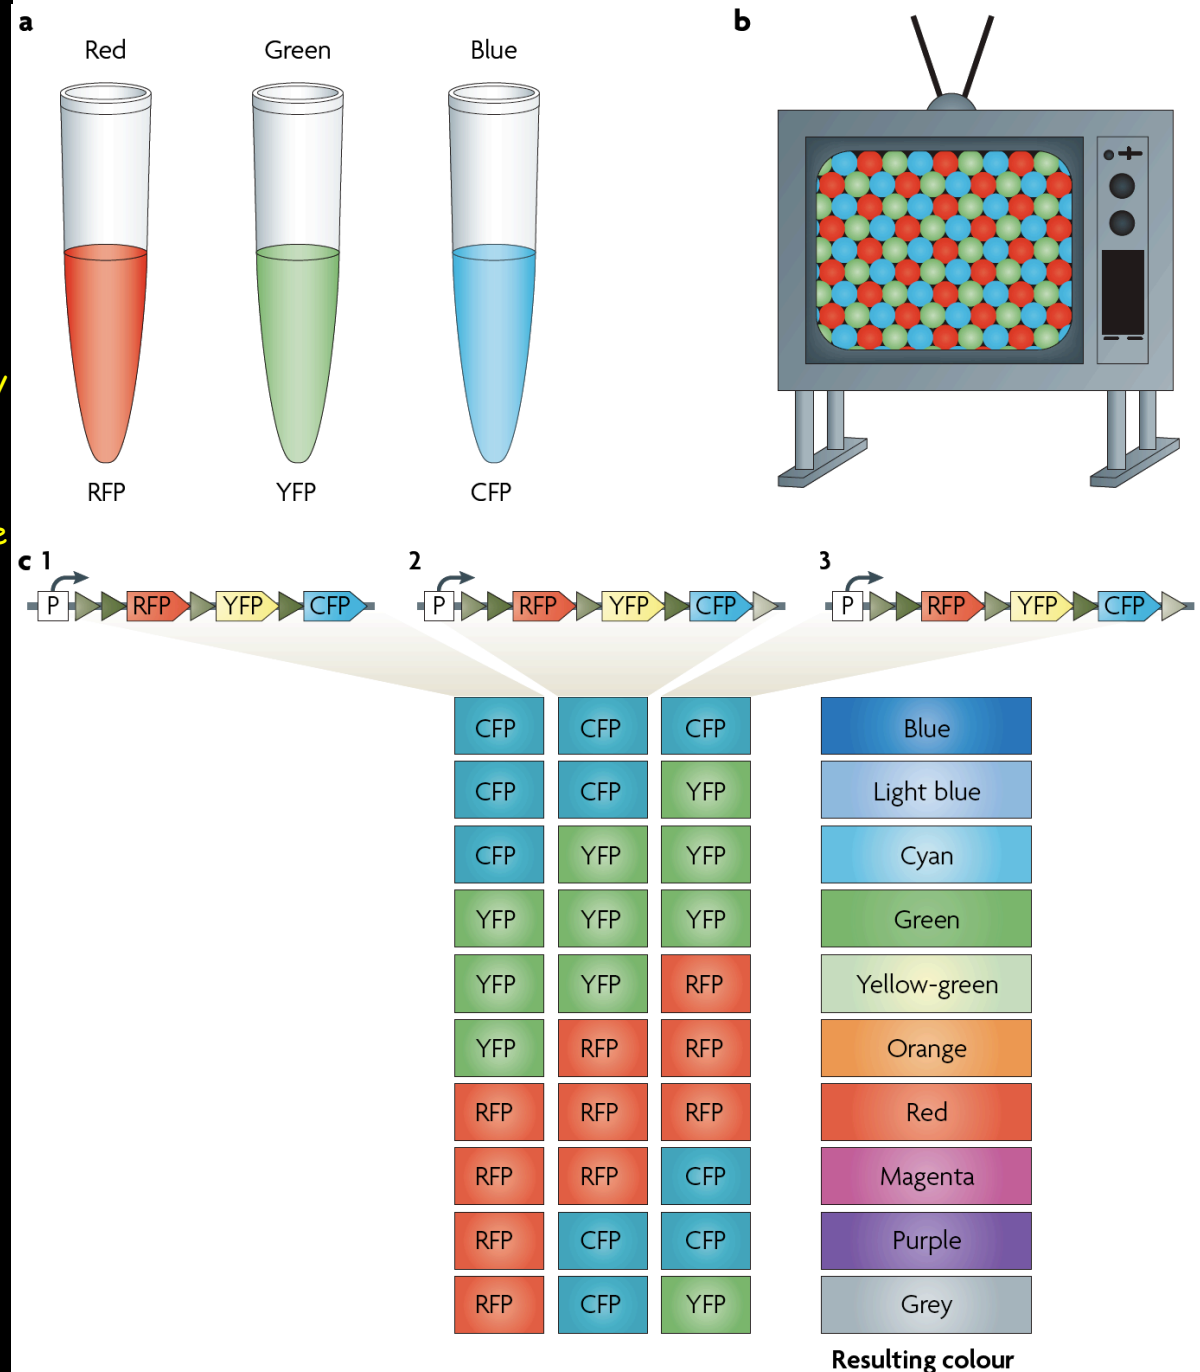 a
b
Red Green Blue
RFP YFP CFP
c 1 2 3
P RFP YFP CFP P RFP YFP CFP P RFP YFP CFP
CFP CFP CFP Blue
CFP CFP YFP Light blue
CFP YFP YFP Cyan
YFP YFP YFP Green
YFP YFP RFP Yellow-green
YFP RFP RFP Orange
RFP RFP RFP Red
RFP RFP CFP Magenta
RFP CFP CFP Purple
RFP CFP YFP Grey
Resulting colour